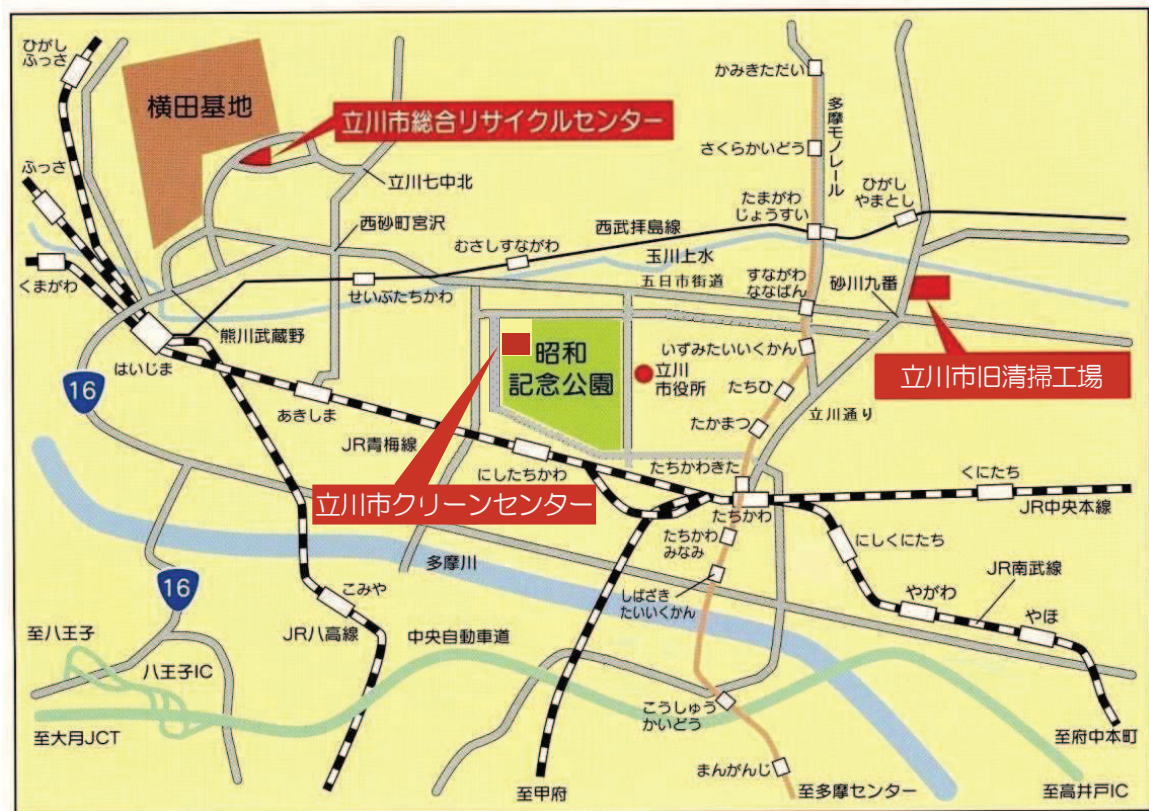 ひがし
ふっさ
横田基地
立川市総合リサイクルセンター
かみきただい
多摩モノレール
さくらかいどう
ふっさ
立川七中北
たまがわ
じょうすい
ひがし
やまとし
西砂町宮沢
西武拝島線
むさしすながわ
玉川上水
くまがわ
せいぶたちかわ
五日市街道
すながわ
ななばん
砂川九番
熊川武蔵野
はいじま
昭和
記念公園
いずみたいいくかん
立川
市役所
たちひ
立川市旧清掃工場
16
あきしま
たかまつ
立川通り
JR青梅線
にしたちかわ
たちかわきた
くにたち
立川市クリーンセンター
たちかわ
JR中央本線
たちかわ
みなみ
にしくにたち
多摩川
JR南武線
16
こみや
しばざき
たいいくかん
やがわ
やほ
至八王子
JR八高線
中央自動車道
八王子IC
こうしゅう
かいどう
至大月JCT
至府中本町
まんがんじ
至甲府
至多摩センター
至高井戸IC